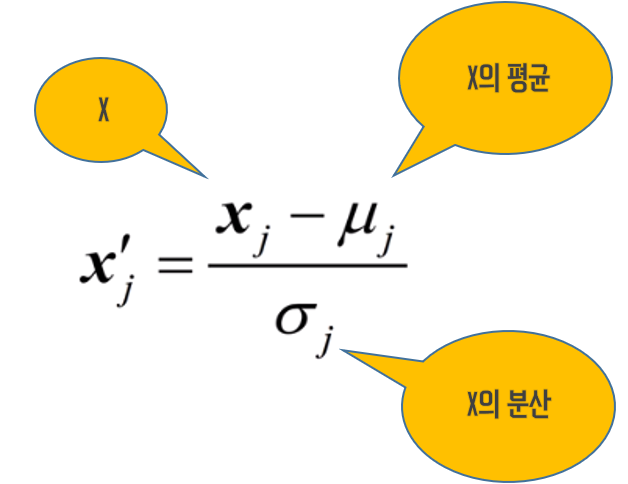 X의 평균
X
x′ⱼ = (xⱼ − μⱼ) / σⱼ
X의 분산